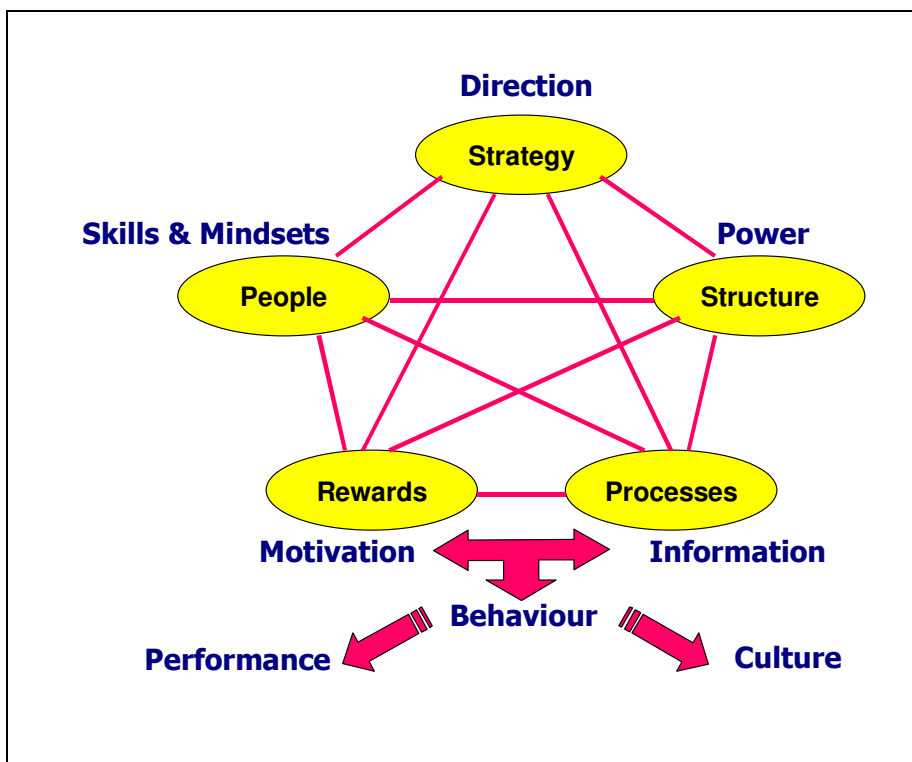 Direction
Strategy
Skills & Mindsets
Power
People
Structure
Rewards
Processes
Motivation
Information
Behaviour
Performance
Culture